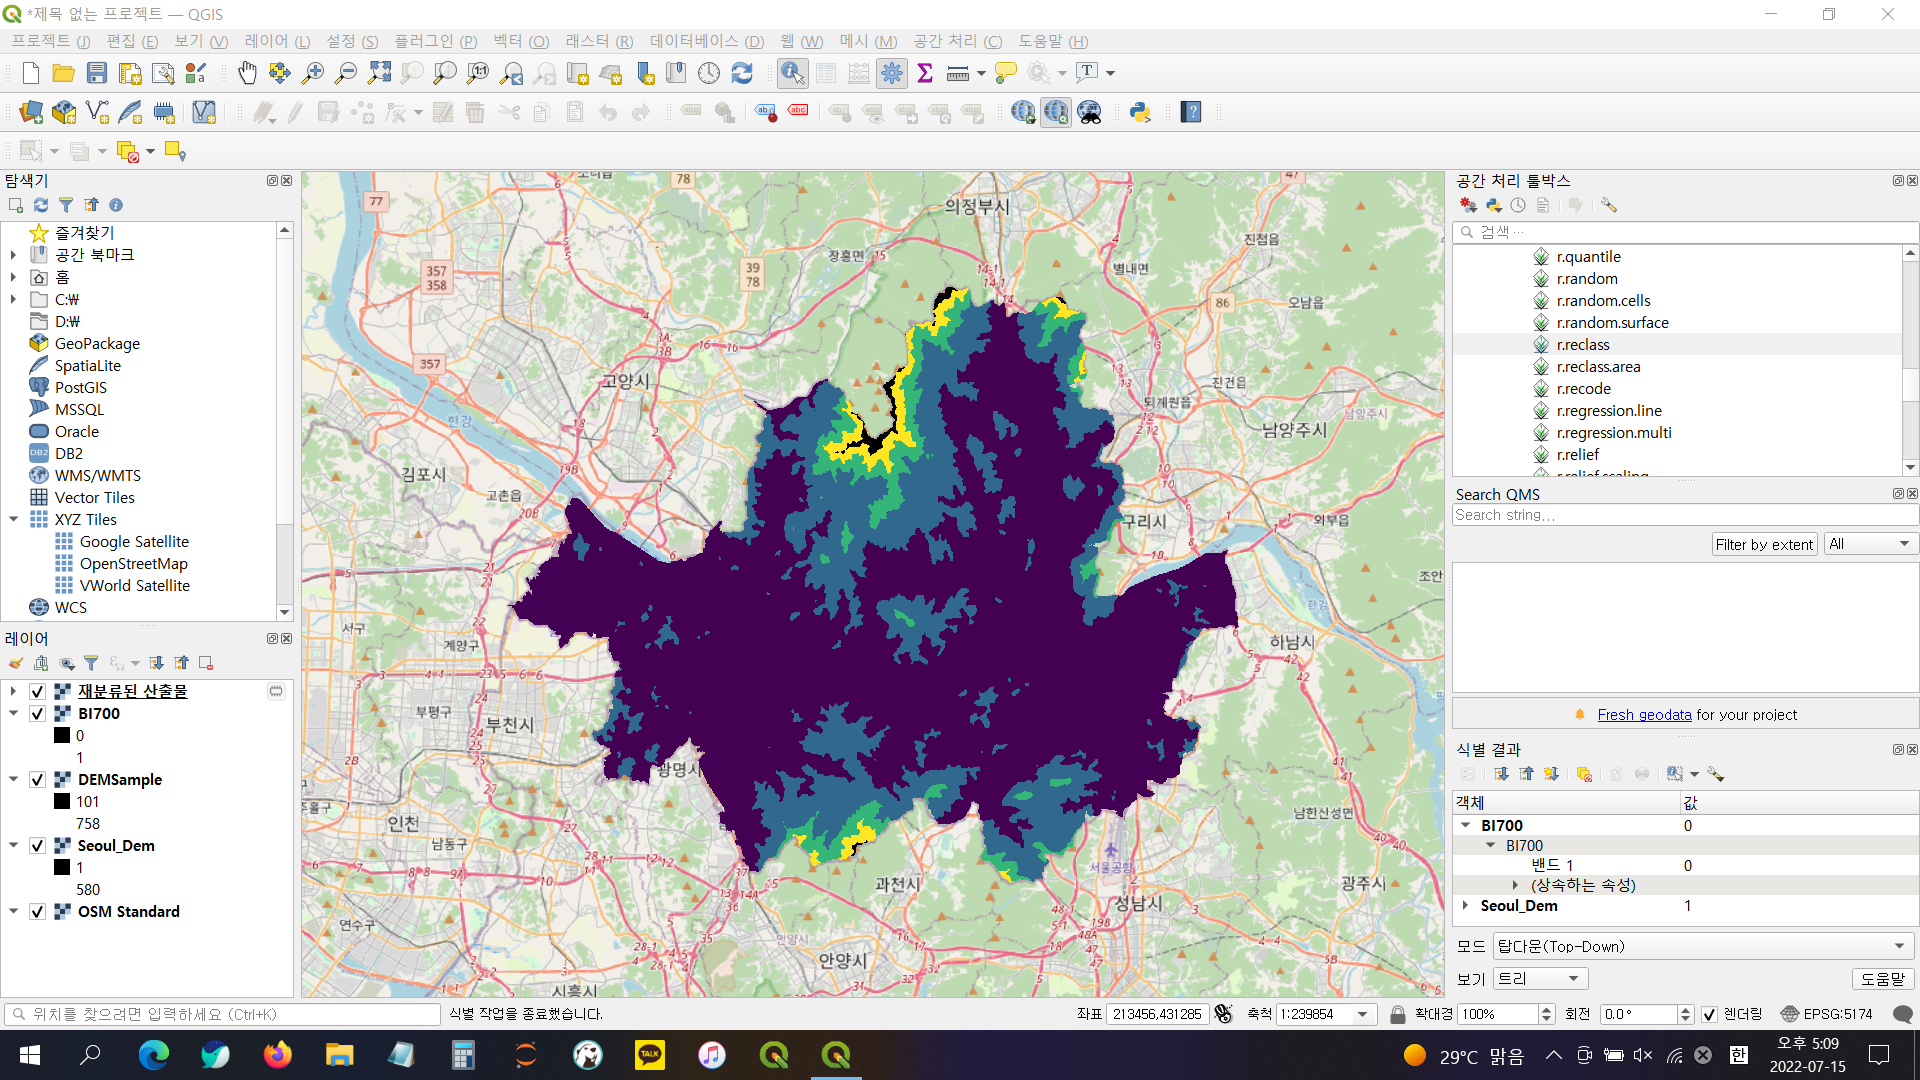 *제목 없는 프로젝트 — QGIS
프로젝트 (J) 편집 (E) 보기 (V) 레이어 (L) 설정 (S) 플러그인 (P) 벡터 (O) 래스터 (R) 데이터베이스 (D) 웹 (W) 메시 (M) 공간 처리 (C) 도움말 (H)
탐색기
즐겨찾기
공간 북마크
홈
C:₩
D:₩
GeoPackage
SpatiaLite
PostGIS
MSSQL
Oracle
DB2
WMS/WMTS
Vector Tiles
XYZ Tiles
Google Satellite
OpenStreetMap
VWorld Satellite
WCS
레이어
재분류된 산출물
BI700
0
1
DEMSample
101
758
Seoul_Dem
1
580
OSM Standard
의정부시
진접읍
장흥면
별내면
오남읍
고양시
진건읍
퇴계원읍
남양주시
한강
김포시
고촌읍
구리시
와부읍
조안
한강
하남시
서구
계양구
부평구
부천시
광명시
인천
남동구
남한산성면
과천시
서울공항
광주시
성남시
연수구
안양시
시흥시
77
78
357
358
39
78
86
357
공간 처리 툴박스
검색 …
r.quantile
r.random
r.random.cells
r.random.surface
r.reclass
r.reclass.area
r.recode
r.regression.line
r.regression.multi
r.relief
r.relief.scaling
Search QMS
Search string...
Filter by extent
All
Fresh geodata for your project
식별 결과
객체 값
BI700 0
BI700
밴드 1 0
(상속하는 속성)
Seoul_Dem 1
모드 탑다운(Top-Down)
보기 트리 도움말
위치를 찾으려면 입력하세요 (Ctrl+K)
식별 작업을 종료했습니다.
좌표 213456,431285 축척 1:239854 확대경 100% 회전 0.0 ° 렌더링 EPSG:5174
TALK
29°C 맑음
한
오후 5:09
2022-07-15